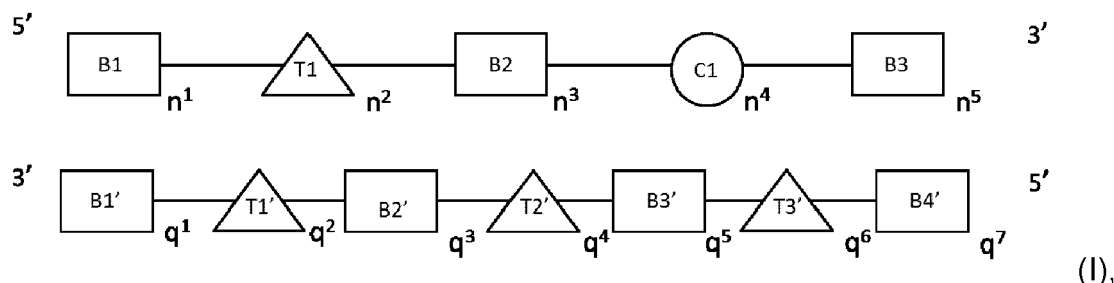 5′ B1 T1 B2 C1 B3 3′
n¹ n² n³ n⁴ n⁵
3′ B1′ T1′ B2′ T2′ B3′ T3′ B4′ 5′
q¹ q² q³ q⁴ q⁵ q⁶ q⁷
(I),